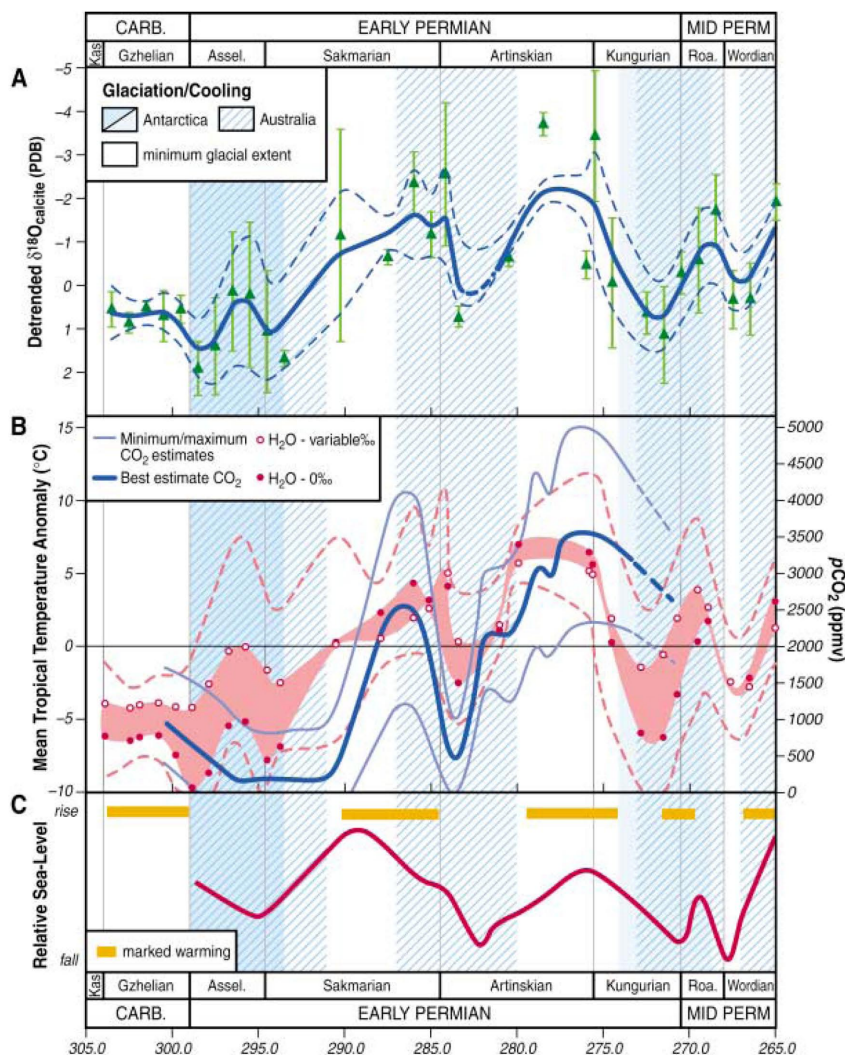 CARB. EARLY PERMIAN MID PERM
Kas Gzhelian Assel. Sakmarian Artinskian Kungurian Roa. Wordian
A
Glaciation/Cooling
Antarctica Australia
minimum glacial extent
Detrended δ¹⁸Ocalcite (PDB)
−5
−4
−3
−2
−1
0
1
2
B
Minimum/maximum CO₂ estimates
Best estimate CO₂
H₂O - variable‰
H₂O - 0‰
Mean Tropical Temperature Anomaly (°C)
15
10
5
0
−5
−10
5000
4500
4000
3500
3000
2500
2000
1500
1000
500
0
pCO₂ (ppmv)
C
rise
Relative Sea-Level
fall
marked warming
Kas Gzhelian Assel. Sakmarian Artinskian Kungurian Roa. Wordian
CARB. EARLY PERMIAN MID PERM
305.0 300.0 295.0 290.0 285.0 280.0 275.0 270.0 265.0